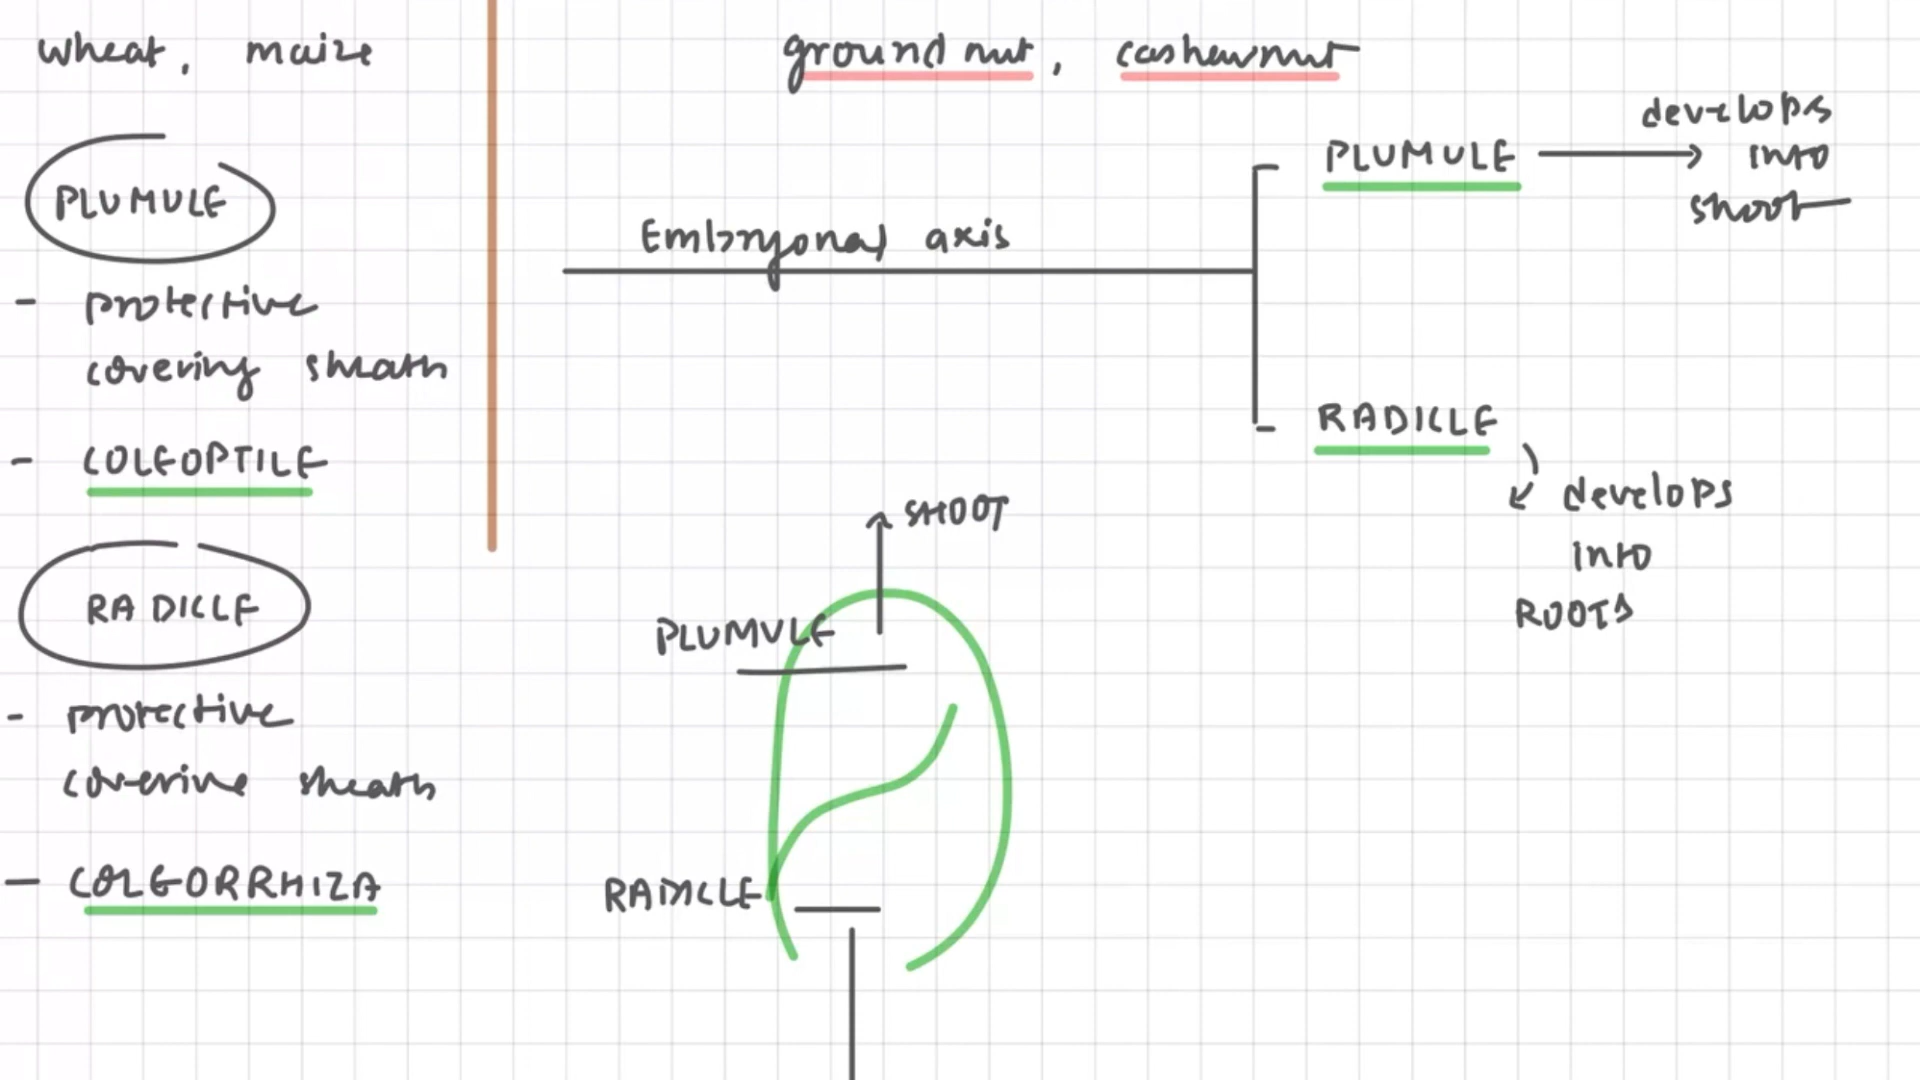 wheat, maize
PLUMULE
- protective
covering sheath
- COLEOPTILE
RADICLE
- protective
coverine sheath
- COLEORRHIZA
ground nut, cashewnut
Embryonal axis
PLUMULE → develops
into
shoot
- RADICLE
develops
into
ROOTS
SHOOT
PLUMULE
RADICLE